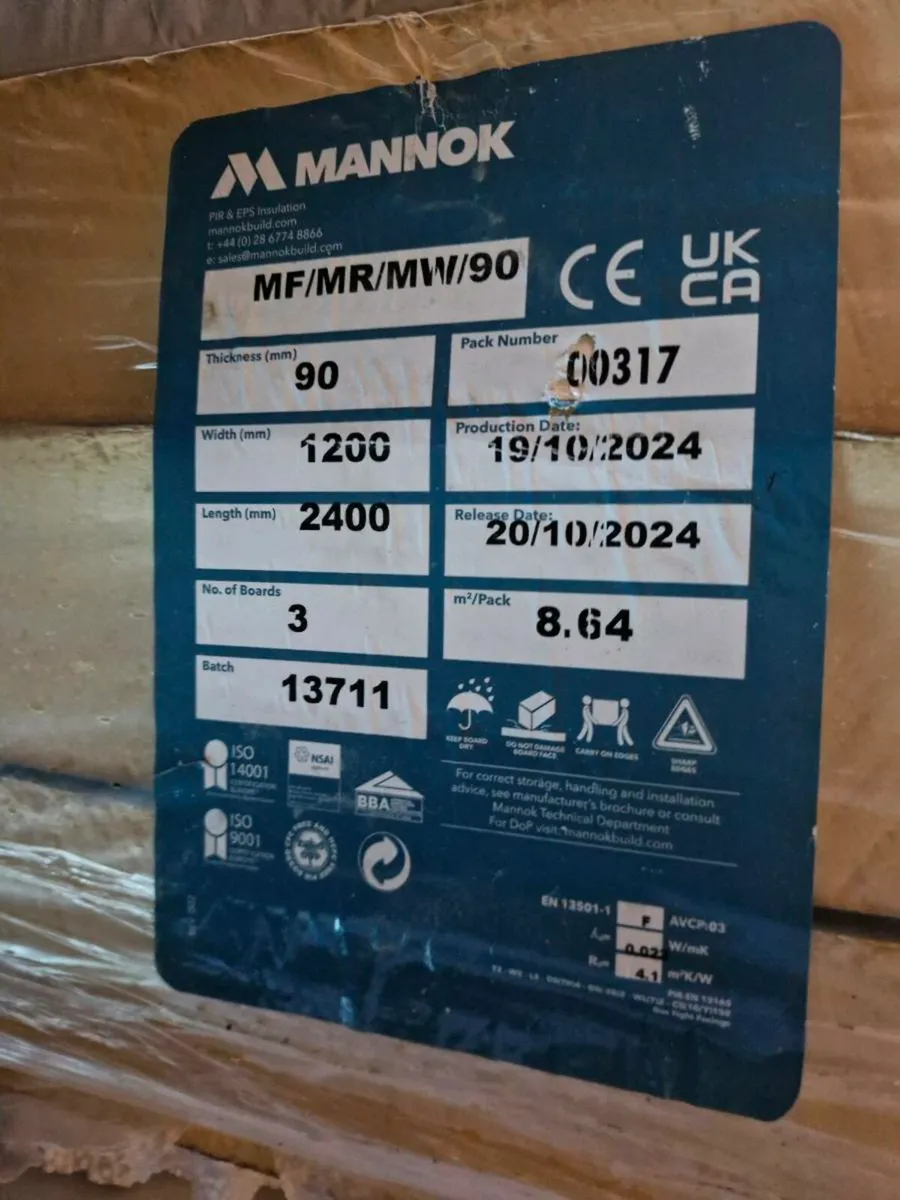 MANNOK
PIR & EPS Insulation
mannokbuild.com
t: +44 (0) 28 6774 8866
e: sales@mannokbuild.com
MF/MR/MW/90
CE
UK
CA
Thickness (mm)
90
Pack Number
00317
Width (mm)
1200
Production Date:
19/10/2024
Length (mm)
2400
Release Date:
20/10/2024
No. of Boards
3
m²/Pack
8.64
Batch
13711
KEEP BOARD
DRY
DO NOT DAMAGE
BOARD FACE
CARRY ON EDGES
SHARP
EDGES
ISO
14001
NSAI
BBA
ISO
9001
For correct storage, handling and installation
advice, see manufacturer's brochure or consult
Mannok Technical Department
For DoP visit: mannokbuild.com
EN 13501-1
F
AVCP:03
W/mK
4.1
m²K/W